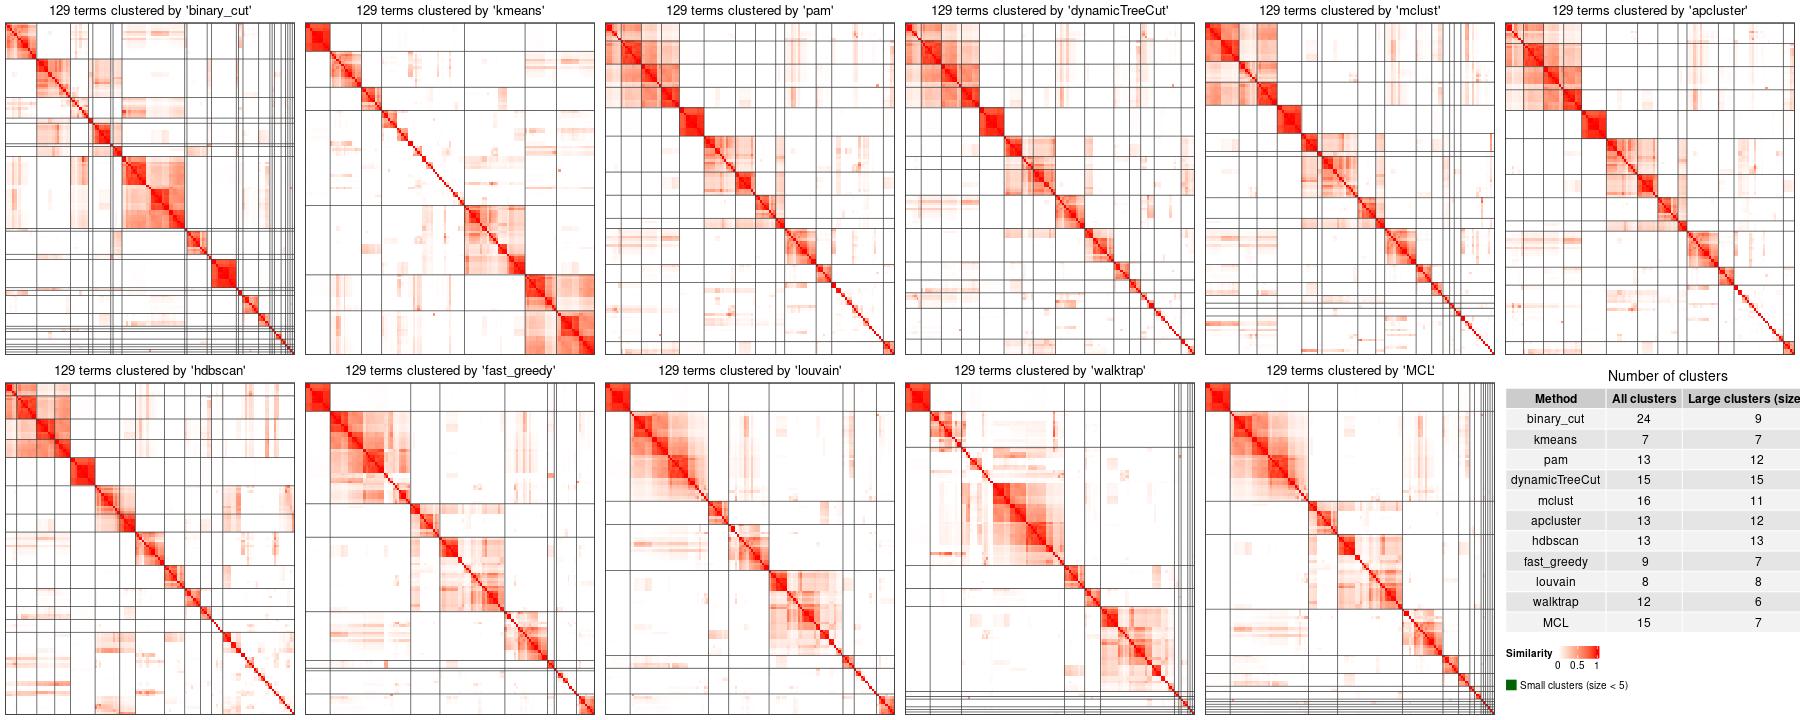 129 terms clustered by 'binary_cut'
129 terms clustered by 'kmeans'
129 terms clustered by 'pam'
129 terms clustered by 'dynamicTreeCut'
129 terms clustered by 'mclust'
129 terms clustered by 'apcluster'
129 terms clustered by 'hdbscan'
129 terms clustered by 'fast_greedy'
129 terms clustered by 'louvain'
129 terms clustered by 'walktrap'
129 terms clustered by 'MCL'
Number of clusters
Method All clusters Large clusters (size
binary_cut 24 9
kmeans 7 7
pam 13 12
dynamicTreeCut 15 15
mclust 16 11
apcluster 13 12
hdbscan 13 13
fast_greedy 9 7
louvain 8 8
walktrap 12 6
MCL 15 7
Similarity
0 0.5 1
Small clusters (size < 5)